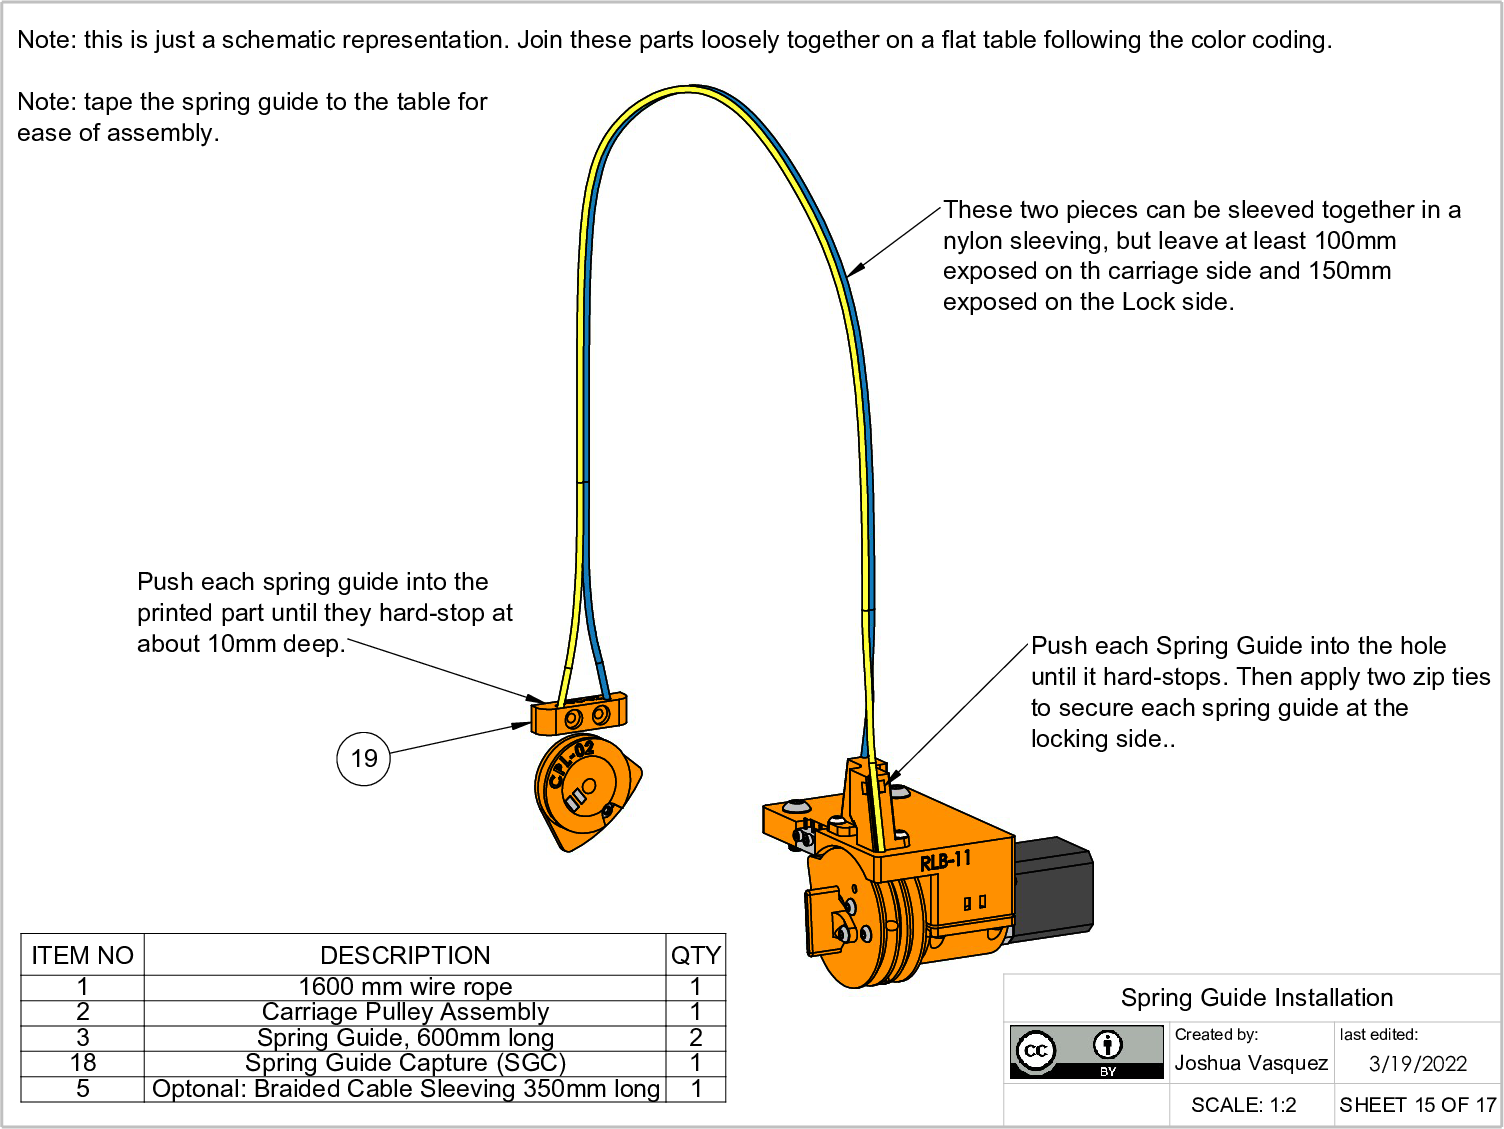 Note: this is just a schematic representation. Join these parts loosely together on a flat table following the color coding.
Note: tape the spring guide to the table for
ease of assembly.
These two pieces can be sleeved together in a
nylon sleeving, but leave at least 100mm
exposed on th carriage side and 150mm
exposed on the Lock side.
Push each spring guide into the
printed part until they hard-stop at
about 10mm deep.
Push each Spring Guide into the hole
until it hard-stops. Then apply two zip ties
to secure each spring guide at the
locking side..
19
CPL-02
RLB-11
ITEM NO DESCRIPTION QTY
1 1600 mm wire rope 1
2 Carriage Pulley Assembly 1
3 Spring Guide, 600mm long 2
18 Spring Guide Capture (SGC) 1
5 Optonal: Braided Cable Sleeving 350mm long 1
Spring Guide Installation
cc BY
Created by:
Joshua Vasquez
last edited:
3/19/2022
SCALE: 1:2
SHEET 15 OF 17